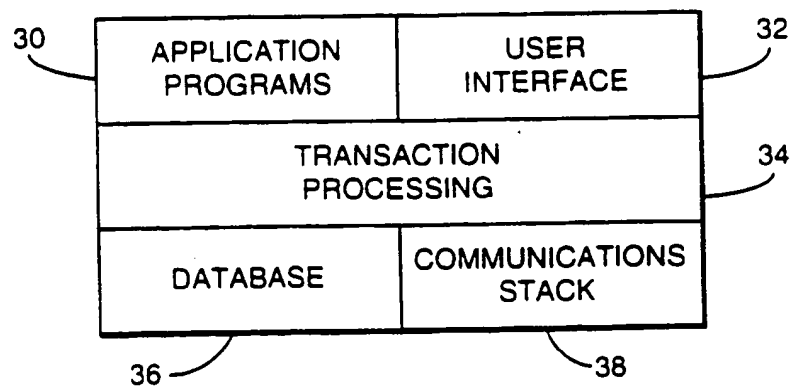 30
APPLICATION
PROGRAMS
USER
INTERFACE
32
TRANSACTION
PROCESSING
34
DATABASE
COMMUNICATIONS
STACK
36
38